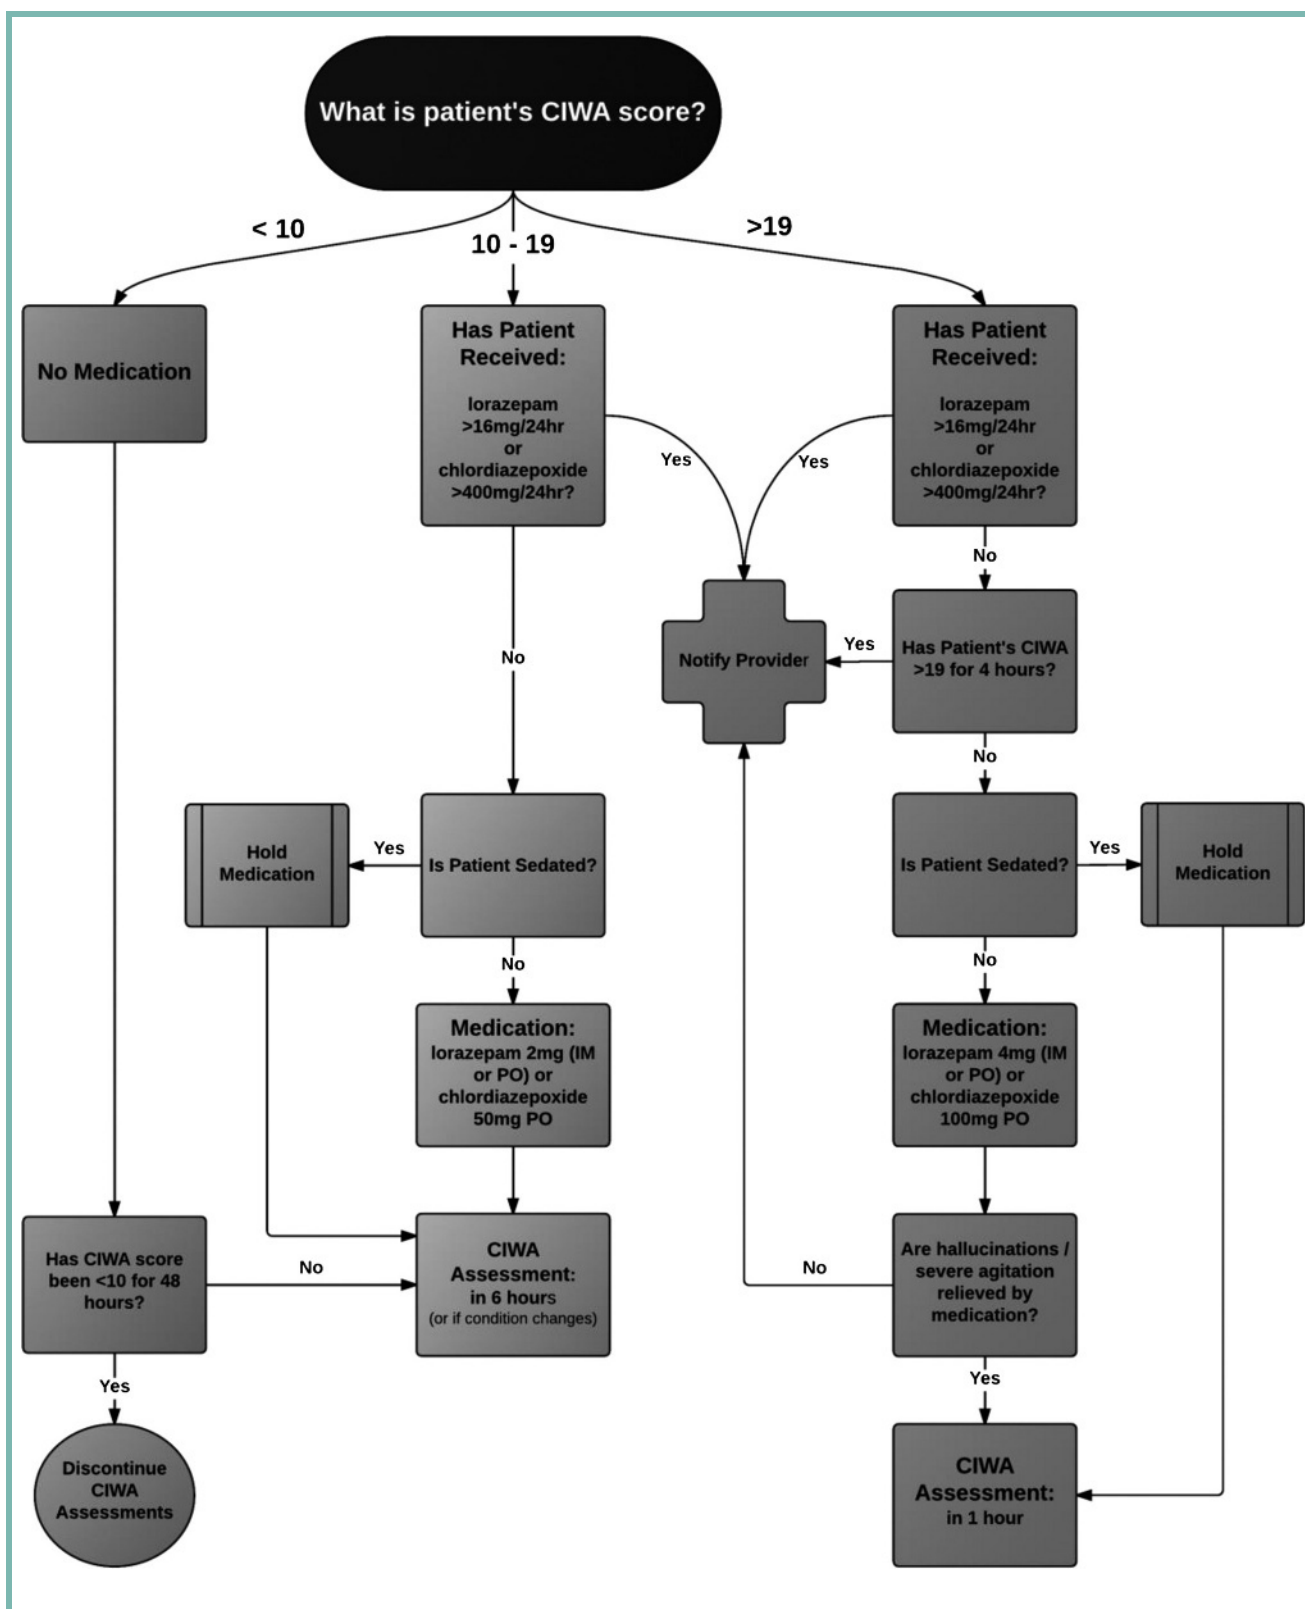 What is patient's CIWA score?
< 10
10 - 19
>19
No Medication
Has Patient
Received:
lorazepam
>16mg/24hr
or
chlordiazepoxide
>400mg/24hr?
Has Patient
Received:
lorazepam
>16mg/24hr
or
chlordiazepoxide
>400mg/24hr?
Yes
Yes
No
No
Notify Provider
Yes
Has Patient's CIWA
>19 for 4 hours?
No
Hold
Medication
Yes
Is Patient Sedated?
Is Patient Sedated?
Yes
Hold
Medication
No
No
Medication:
lorazepam 2mg (IM
or PO) or
chlordiazepoxide
50mg PO
Medication:
lorazepam 4mg (IM
or PO) or
chlordiazepoxide
100mg PO
Has CIWA score
been <10 for 48
hours?
No
CIWA
Assessment:
in 6 hours
(or if condition changes)
No
Are hallucinations /
severe agitation
relieved by
medication?
Yes
Yes
Discontinue
CIWA
Assessments
CIWA
Assessment:
in 1 hour